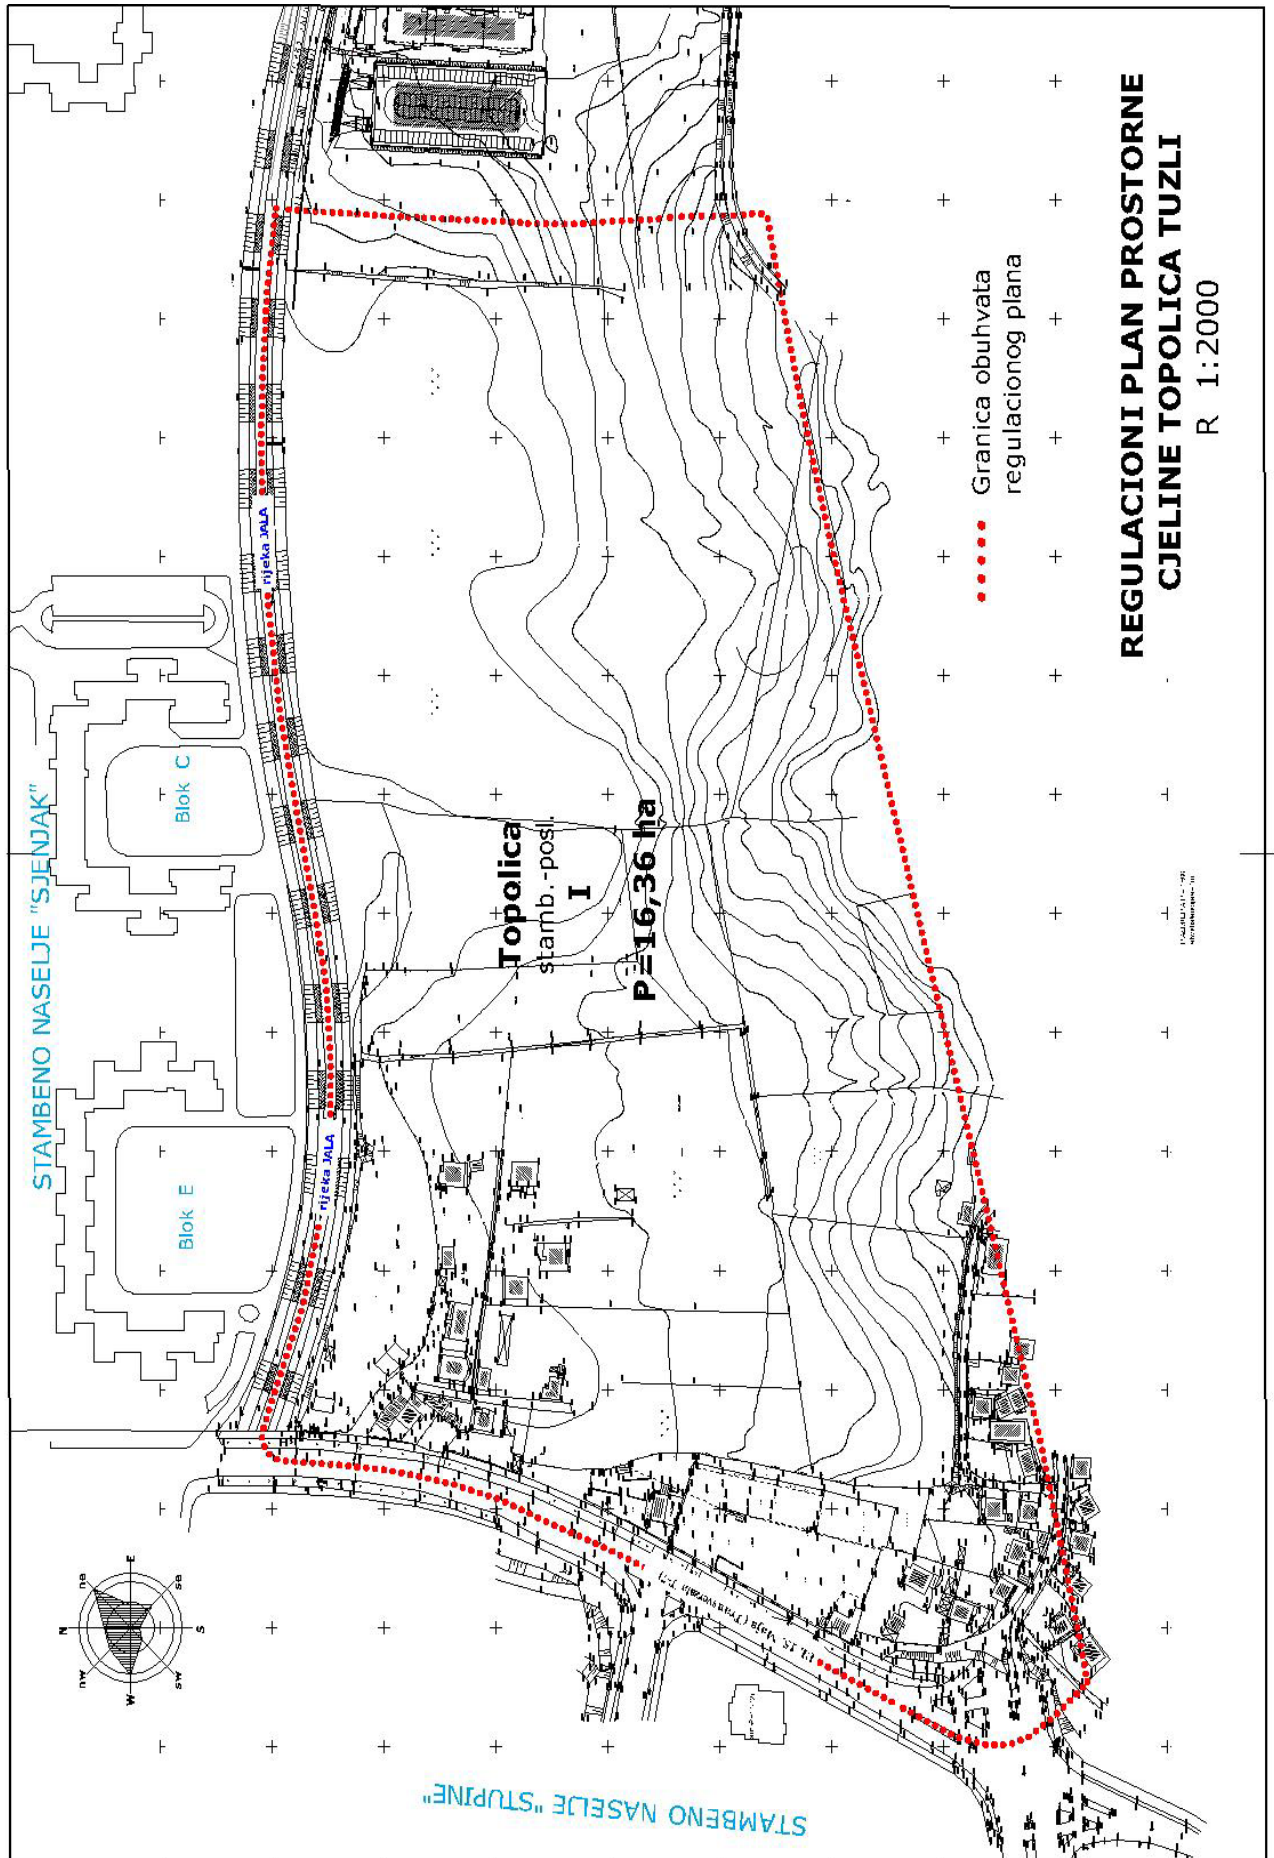 REGULACIONI PLAN PROSTORNE
CJELINE TOPOLICA TUZLI
R 1:2000
Granica obuhvata
regulacionog plana
STAMBENO NASELJE "SJENJAK"
Blok C
Blok E
rijeka JALA
rijeka JALA
Topolica
stamb.-posl.
I
P=16,36 ha
STAMBENO NASELJE "STUPINE"
N
ne
E
se
S
sw
W
nw